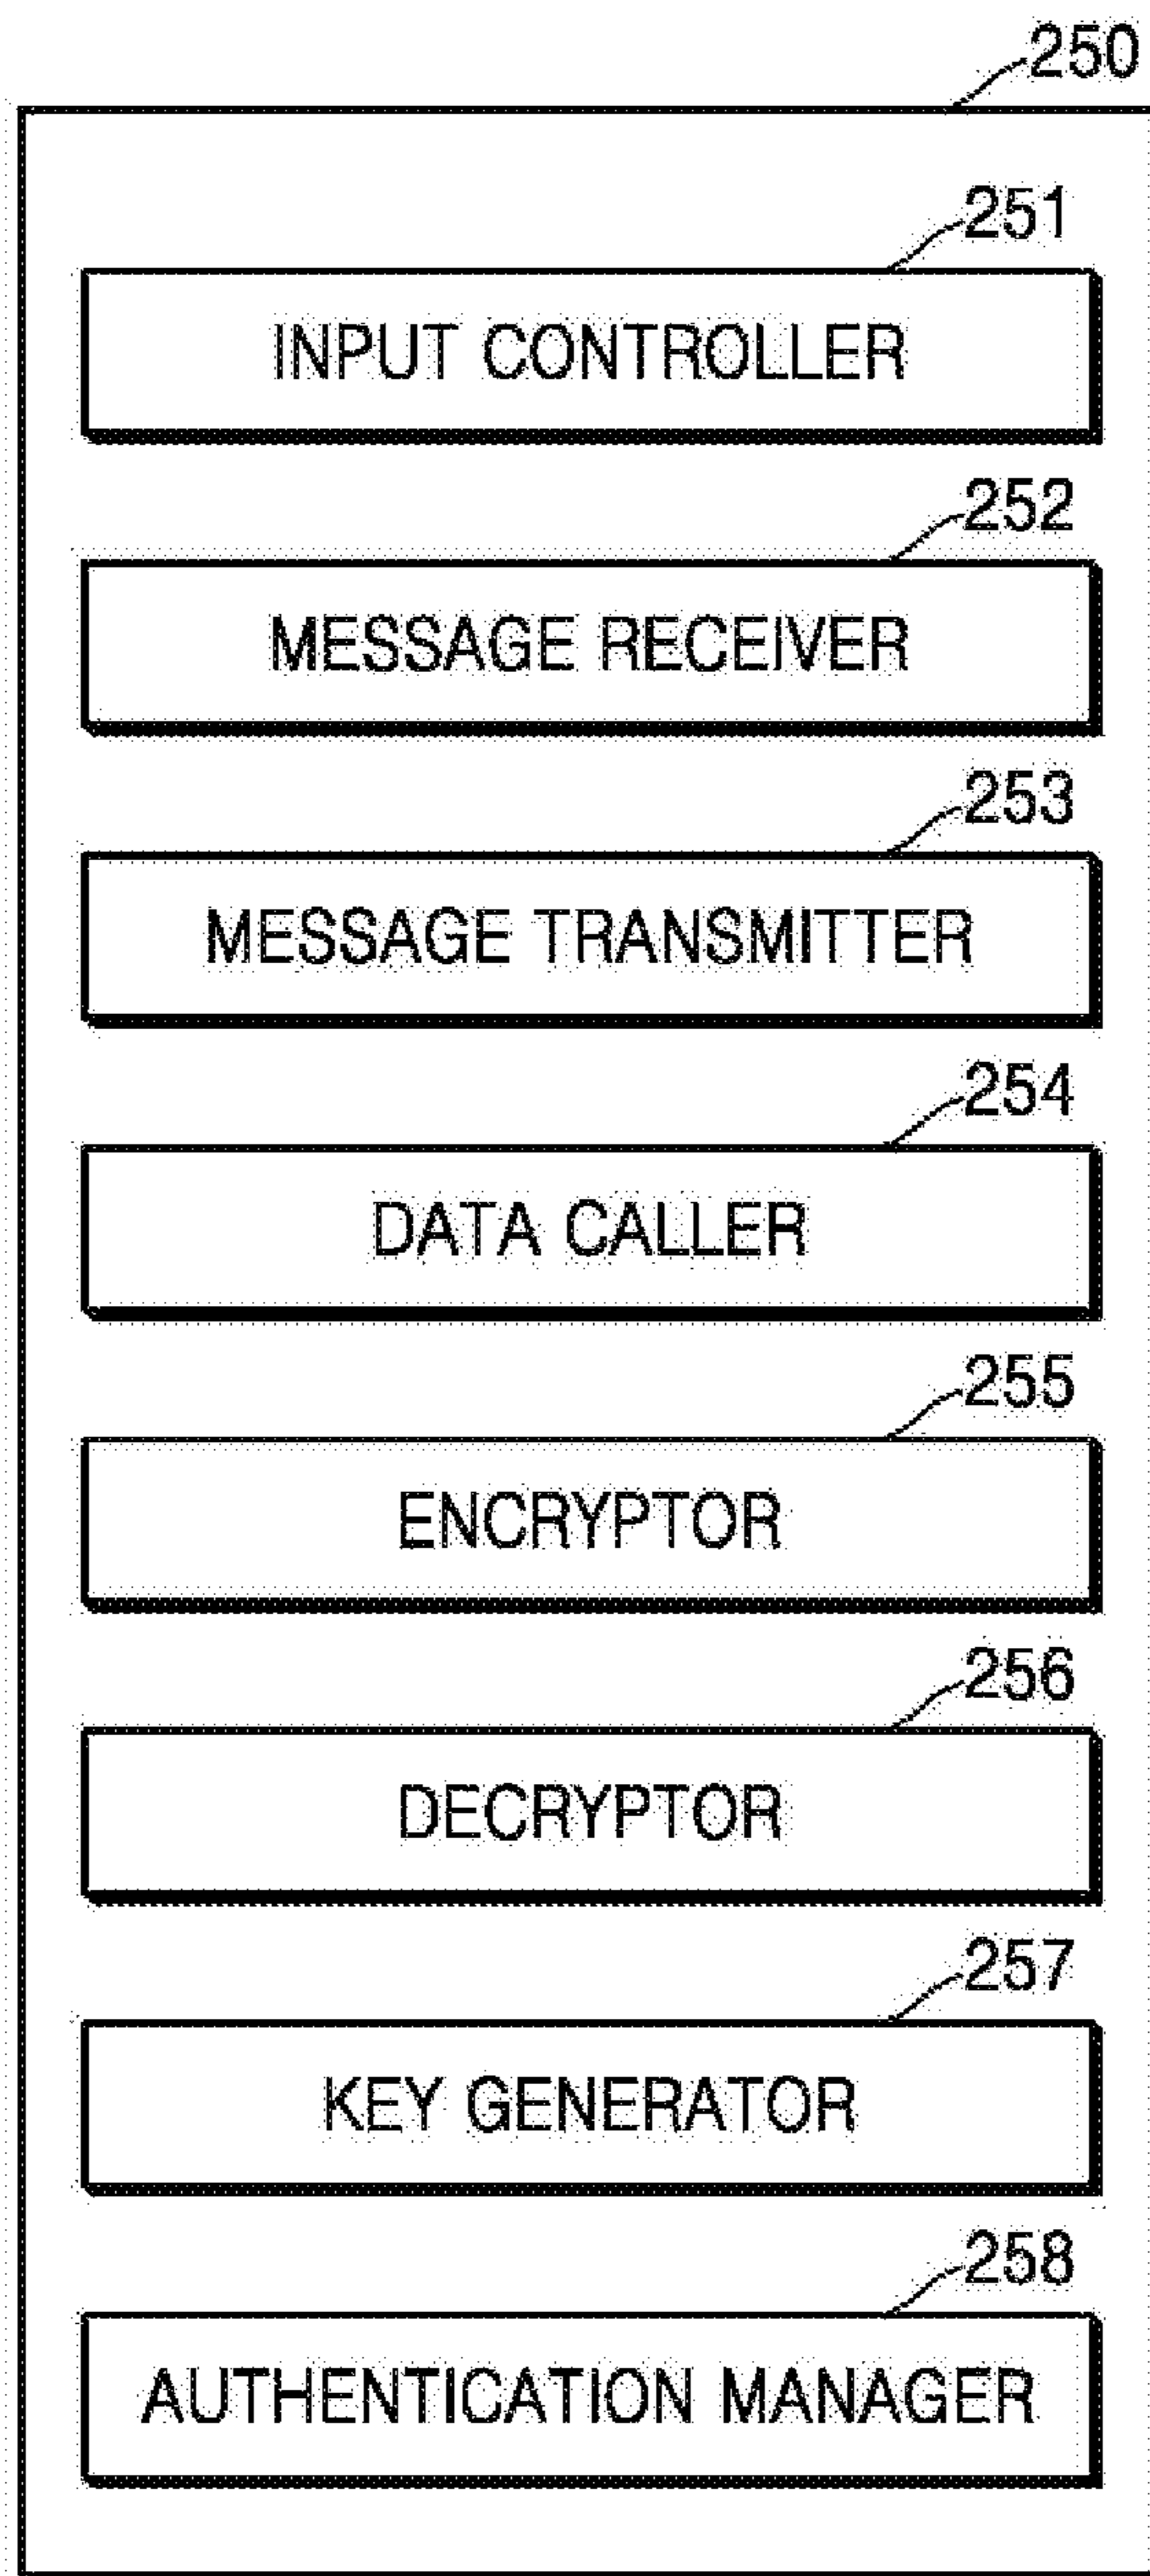 250
251
INPUT CONTROLLER
252
MESSAGE RECEIVER
253
MESSAGE TRANSMITTER
254
DATA CALLER
255
ENCRYPTOR
256
DECRYPTOR
257
KEY GENERATOR
258
AUTHENTICATION MANAGER